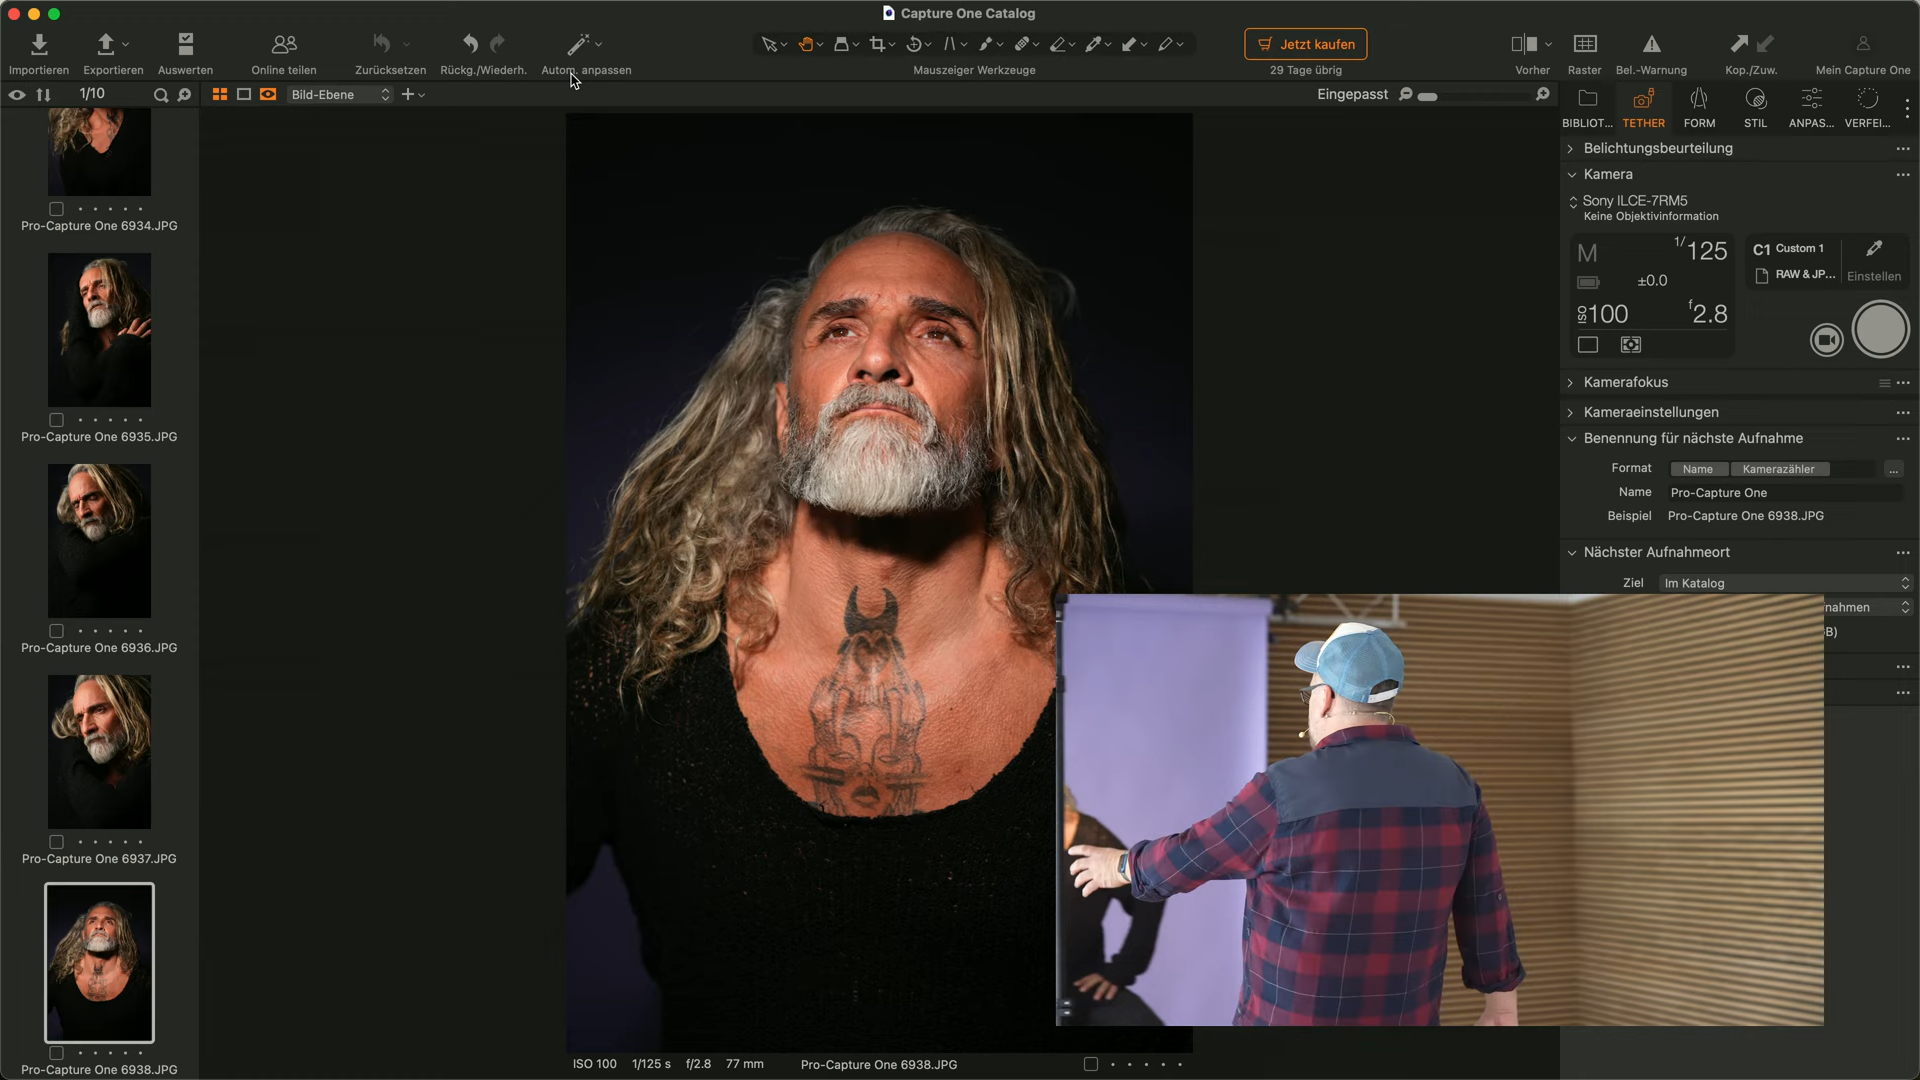 Capture One Catalog
Importieren
Exportieren
Auswerten
Online teilen
Zurücksetzen
Rückg./Wiederh.
Autom. anpassen
Mauszeiger Werkzeuge
Jetzt kaufen
29 Tage übrig
Vorher
Raster
Bel.-Warnung
Kop./Zuw.
Mein Capture One
1/10
Bild-Ebene
Eingepasst
BIBLIOT...
TETHER
FORM
STIL
ANPAS...
VERFEI...
Belichtungsbeurteilung
Kamera
Sony ILCE-7RM5
Keine Objektivinformation
M
1/125
C1 Custom 1
±0.0
RAW & JP...
Einstellen
ISO 100
f2.8
Kamerafokus
Kameraeinstellungen
Benennung für nächste Aufnahme
Format Name Kamerazähler ...
Name Pro-Capture One
Beispiel Pro-Capture One 6938.JPG
Nächster Aufnahmeort
Ziel Im Katalog
nahmen
B)
Pro-Capture One 6934.JPG
Pro-Capture One 6935.JPG
Pro-Capture One 6936.JPG
Pro-Capture One 6937.JPG
Pro-Capture One 6938.JPG
ISO 100 1/125 s f/2.8 77 mm Pro-Capture One 6938.JPG